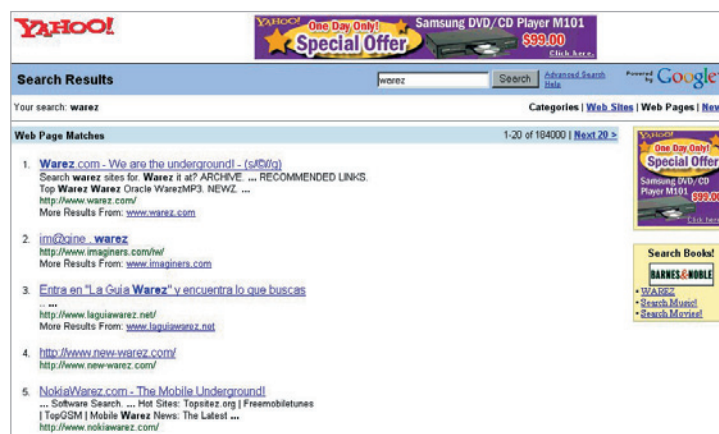 YAHOO!
YAHOO! One Day Only! Special Offer Samsung DVD/CD Player M101 $99.00 Click here.
Search Results warez Search Advanced Search Help Powered by Google
Your search: warez Categories | Web Sites | Web Pages | New
Web Page Matches 1-20 of 184000 | Next 20 >
1. Warez.com - We are the underground! - (s/©//g)
Search warez sites for. Warez it at? ARCHIVE. ... RECOMMENDED LINKS.
Top Warez Warez Oracle WarezMP3. NEWZ. ...
http://www.warez.com/
More Results From: www.warez.com
2. im@gine . warez
http://www.imaginers.com/iw/
More Results From: www.imaginers.com
3. Entra en "La Guia Warez" y encuentra lo que buscas
.. ...
http://www.laguiawarez.net/
More Results From: www.laguiawarez.net
4. http://www.new-warez.com/
http://www.new-warez.com/
5. NokiaWarez.com - The Mobile Underground!
... Software Search. ... Hot Sites: Topsitez.org | Freemobiletunes
| TopGSM | Mobile Warez News: The Latest ...
http://www.nokiawarez.com/
YAHOO!
One Day Only!
Special Offer
Samsung DVD/CD
Player M101
$99.00
Click here.
Search Books!
BARNES&NOBLE
• WAREZ
• Search Music!
• Search Movies!